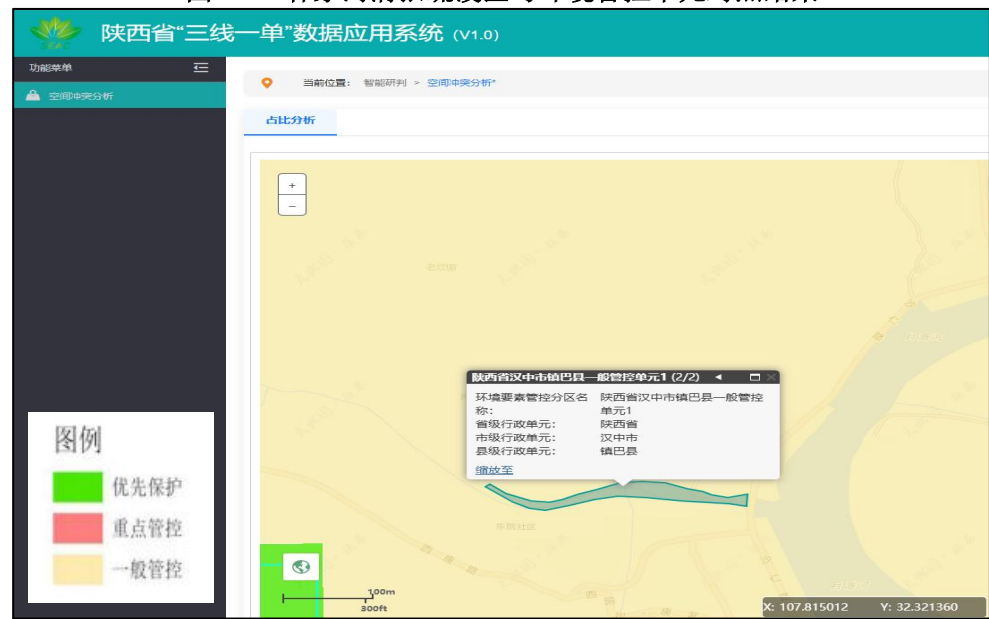 陕西省“三线一单”数据应用系统 (V1.0)
功能菜单
空间冲突分析
当前位置： 智能研判 > 空间冲突分析*
占比分析
+
−
陕西省汉中市镇巴县一般管控单元1 (2/2)
环境要素管控分区名称： 陕西省汉中市镇巴县一般管控单元1
省级行政单元： 陕西省
市级行政单元： 汉中市
县级行政单元： 镇巴县
缩放至
图例
优先保护
重点管控
一般管控
100m
300ft
X: 107.815012 Y: 32.321360